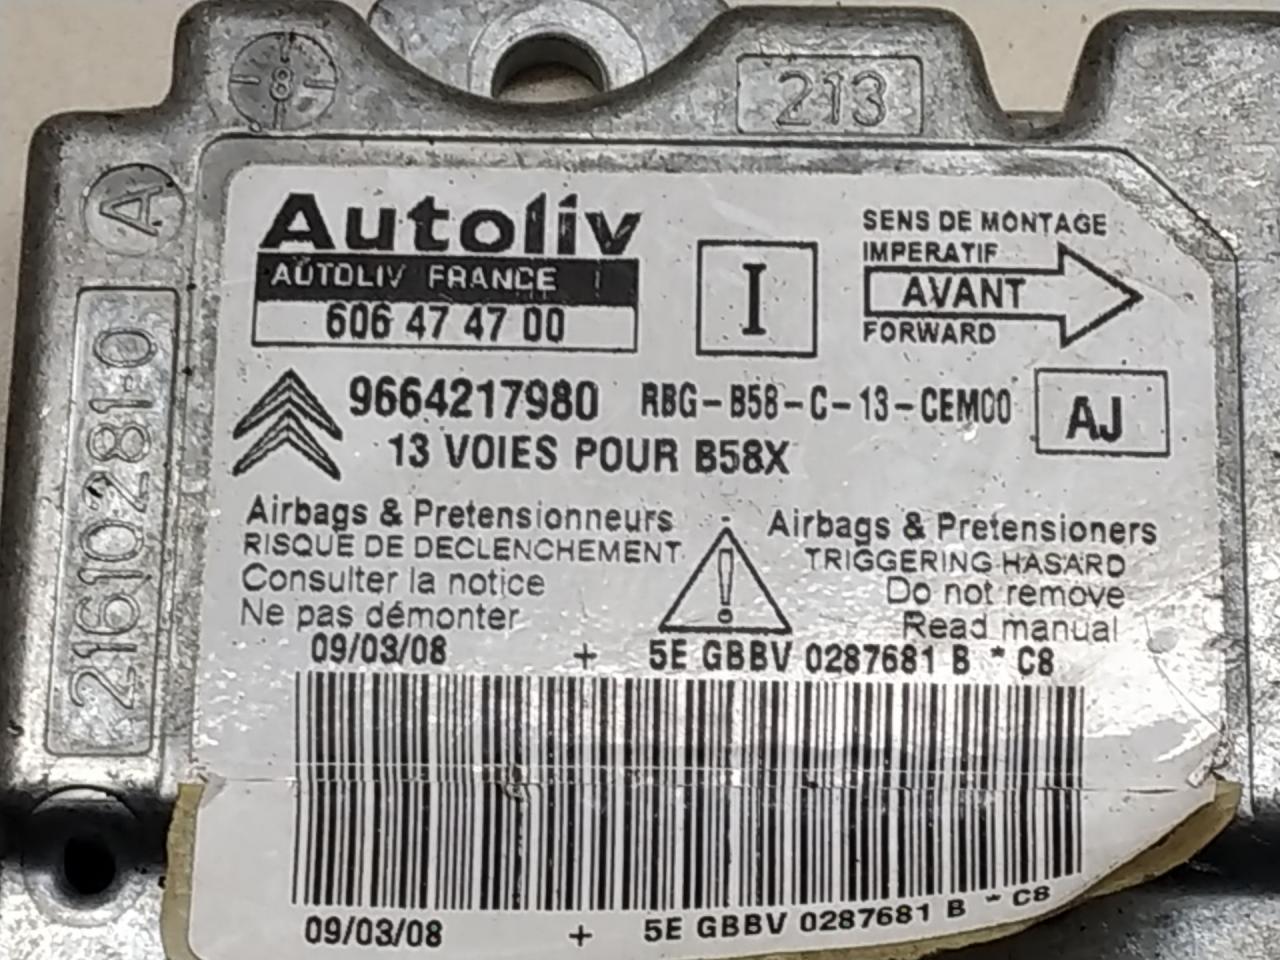 8
213
A
21610281-0
Autoliv
AUTOLIV FRANCE
606 47 47 00
I
SENS DE MONTAGE
IMPERATIF
AVANT
FORWARD
9664217980 RBG-B58-C-13-CEM00
AJ
13 VOIES POUR B58X
Airbags & Pretensionneurs
RISQUE DE DECLENCHEMENT
Consulter la notice
Ne pas démonter
!
Airbags & Pretensioners
TRIGGERING HASARD
Do not remove
Read manual
09/03/08 + 5E GBBV 0287681 B * C8
09/03/08 + 5E GBBV 0287681 B * C8